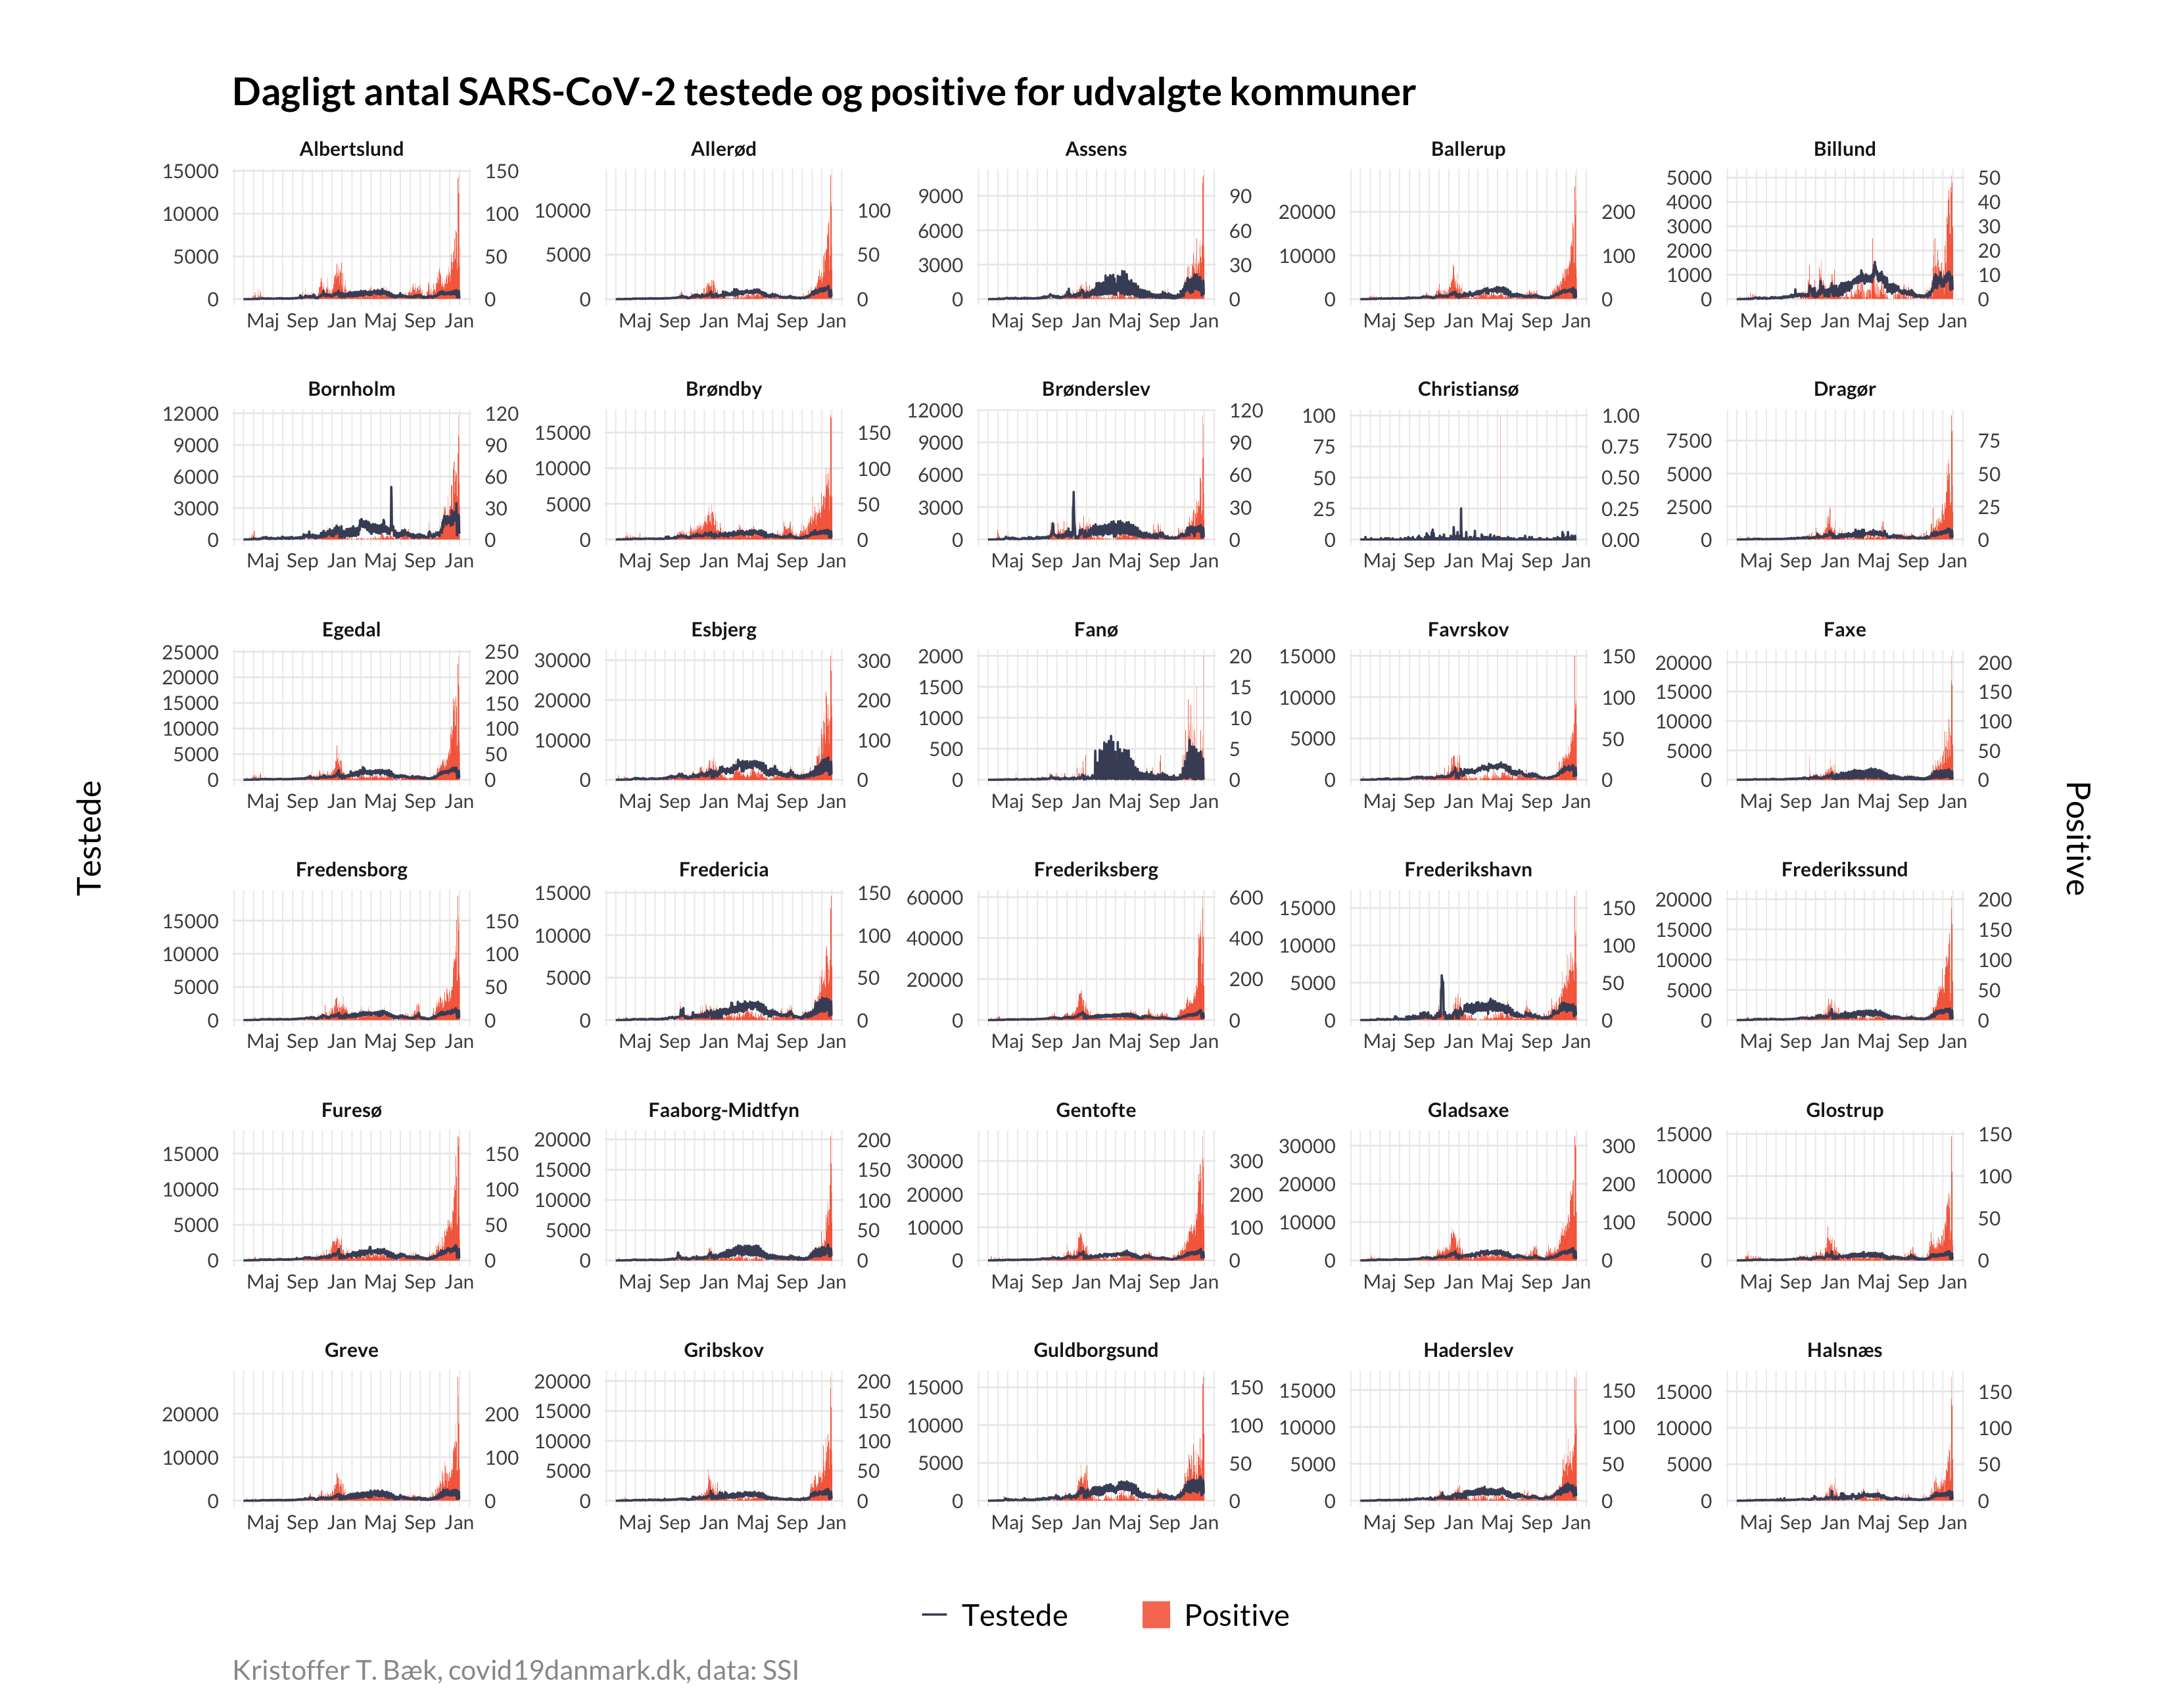 Dagligt antal SARS-CoV-2 testede og positive for udvalgte kommuner
Albertslund Allerød Assens Ballerup Billund
15000 10000 5000 0 150 100 50 0
10000 5000 0 100 50 0
9000 6000 3000 0 90 60 30 0
20000 10000 0 200 100 0
5000 4000 3000 2000 1000 0 50 40 30 20 10 0
Maj Sep Jan Maj Sep Jan Maj Sep Jan Maj Sep Jan Maj Sep Jan Maj Sep Jan Maj Sep Jan Maj Sep Jan Maj Sep Jan Maj Sep Jan
Bornholm Brøndby Brønderslev Christiansø Dragør
12000 9000 6000 3000 0 120 90 60 30 0
15000 10000 5000 0 150 100 50 0
12000 9000 6000 3000 0 120 90 60 30 0
100 75 50 25 0 1.00 0.75 0.50 0.25 0.00
7500 5000 2500 0 75 50 25 0
Maj Sep Jan Maj Sep Jan Maj Sep Jan Maj Sep Jan Maj Sep Jan Maj Sep Jan Maj Sep Jan Maj Sep Jan Maj Sep Jan Maj Sep Jan
Egedal Esbjerg Fanø Favrskov Faxe
25000 20000 15000 10000 5000 0 250 200 150 100 50 0
30000 20000 10000 0 300 200 100 0
2000 1500 1000 500 0 20 15 10 5 0
15000 10000 5000 0 150 100 50 0
20000 15000 10000 5000 0 200 150 100 50 0
Maj Sep Jan Maj Sep Jan Maj Sep Jan Maj Sep Jan Maj Sep Jan Maj Sep Jan Maj Sep Jan Maj Sep Jan Maj Sep Jan Maj Sep Jan
Testede
Positive
Fredensborg Fredericia Frederiksberg Frederikshavn Frederikssund
15000 10000 5000 0 150 100 50 0
15000 10000 5000 0 150 100 50 0
60000 40000 20000 0 600 400 200 0
15000 10000 5000 0 150 100 50 0
20000 15000 10000 5000 0 200 150 100 50 0
Maj Sep Jan Maj Sep Jan Maj Sep Jan Maj Sep Jan Maj Sep Jan Maj Sep Jan Maj Sep Jan Maj Sep Jan Maj Sep Jan Maj Sep Jan
Furesø Faaborg-Midtfyn Gentofte Gladsaxe Glostrup
15000 10000 5000 0 150 100 50 0
20000 15000 10000 5000 0 200 150 100 50 0
30000 20000 10000 0 300 200 100 0
30000 20000 10000 0 300 200 100 0
15000 10000 5000 0 150 100 50 0
Maj Sep Jan Maj Sep Jan Maj Sep Jan Maj Sep Jan Maj Sep Jan Maj Sep Jan Maj Sep Jan Maj Sep Jan Maj Sep Jan Maj Sep Jan
Greve Gribskov Guldborgsund Haderslev Halsnæs
20000 10000 0 200 100 0
20000 15000 10000 5000 0 200 150 100 50 0
15000 10000 5000 0 150 100 50 0
15000 10000 5000 0 150 100 50 0
15000 10000 5000 0 150 100 50 0
Maj Sep Jan Maj Sep Jan Maj Sep Jan Maj Sep Jan Maj Sep Jan Maj Sep Jan Maj Sep Jan Maj Sep Jan Maj Sep Jan Maj Sep Jan
Testede Positive
Kristoffer T. Bæk, covid19danmark.dk, data: SSI